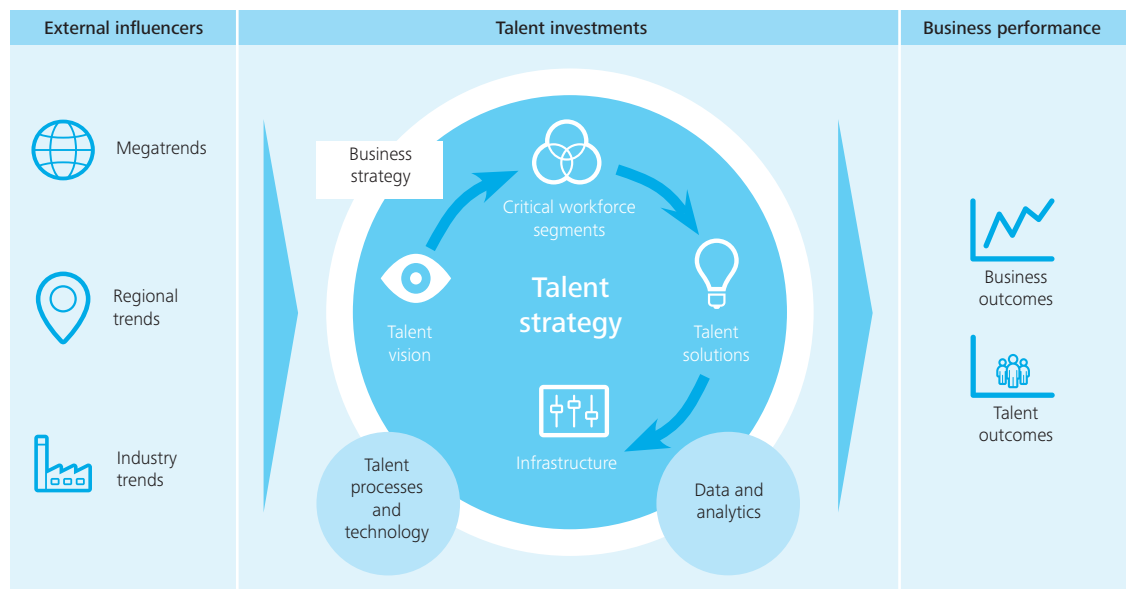 External influencers
Talent investments
Business performance
Megatrends
Regional
trends
Industry
trends
Business
strategy
Critical workforce
segments
Talent
strategy
Talent
vision
Talent
solutions
Infrastructure
Talent
processes
and
technology
Data and
analytics
Business
outcomes
Talent
outcomes